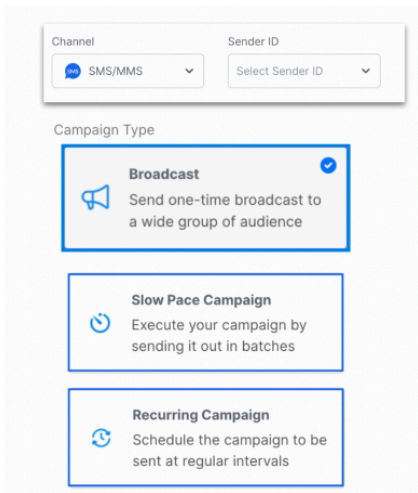 Channel
Sender ID
SMS SMS/MMS
Select Sender ID
Campaign Type
Broadcast
Send one-time broadcast to
a wide group of audience
Slow Pace Campaign
Execute your campaign by
sending it out in batches
Recurring Campaign
Schedule the campaign to be
sent at regular intervals